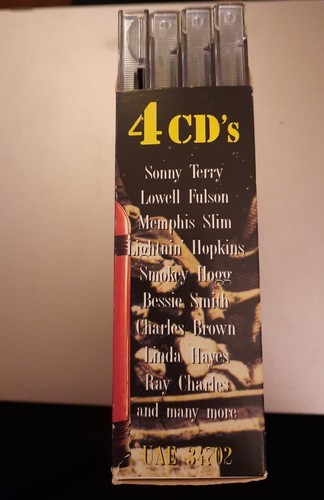 4 CD's
Sonny Terry
Lowell Fulson
Memphis Slim
Lightnin' Hopkins
Smokey Hogg
Bessie Smith
Charles Brown
Linda Hayes
Ray Charles
and many more
UAE 34702